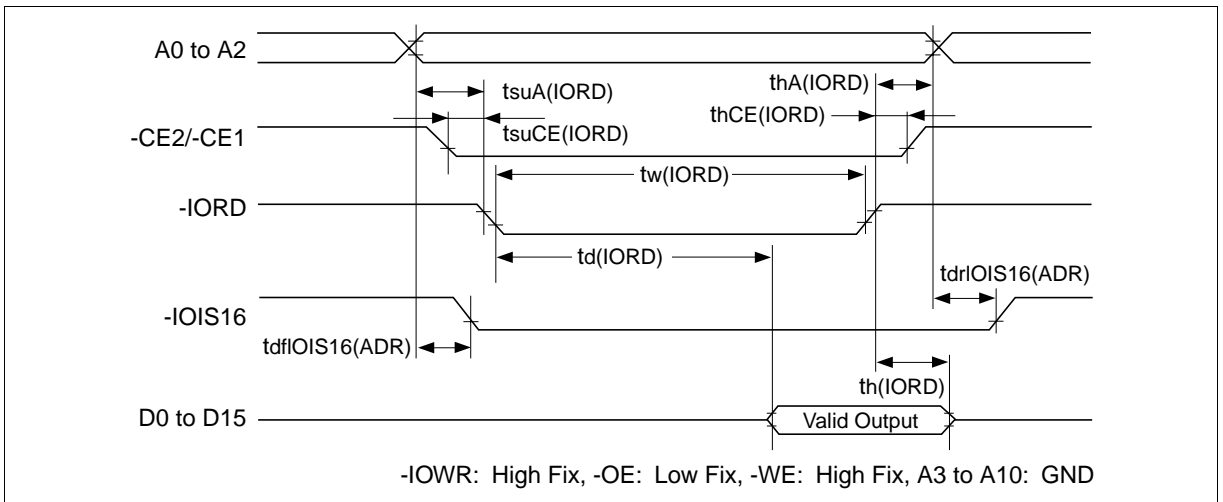 A0 to A2
tsuA(IORD)
thA(IORD)
thCE(IORD)
-CE2/-CE1
tsuCE(IORD)
tw(IORD)
-IORD
td(IORD)
tdrIOIS16(ADR)
-IOIS16
tdfIOIS16(ADR)
th(IORD)
D0 to D15
Valid Output
-IOWR: High Fix, -OE: Low Fix, -WE: High Fix, A3 to A10: GND